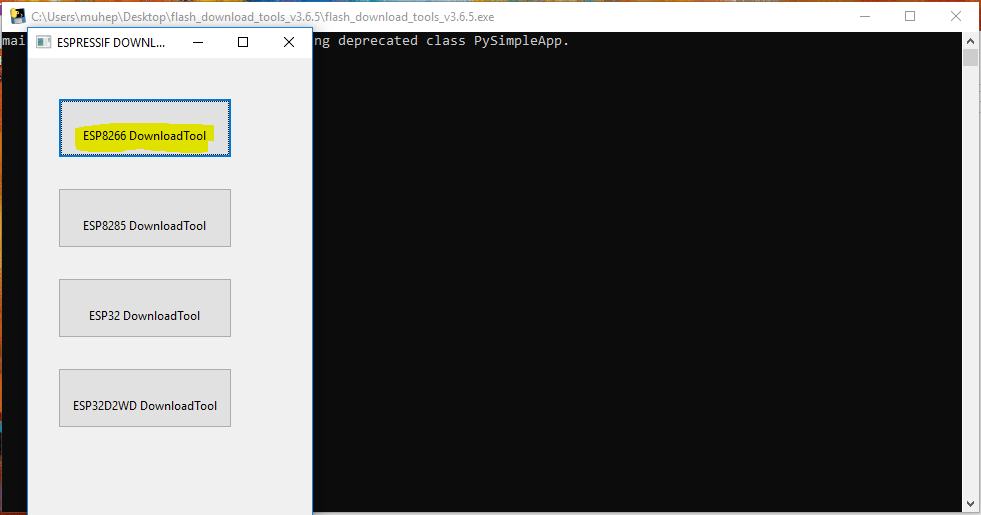 C:\Users\muhep\Desktop\flash_download_tools_v3.6.5\flash_download_tools_v3.6.5.exe
mai
ng deprecated class PySimpleApp.
ESPRESSIF DOWNL...
ESP8266 DownloadTool
ESP8285 DownloadTool
ESP32 DownloadTool
ESP32D2WD DownloadTool